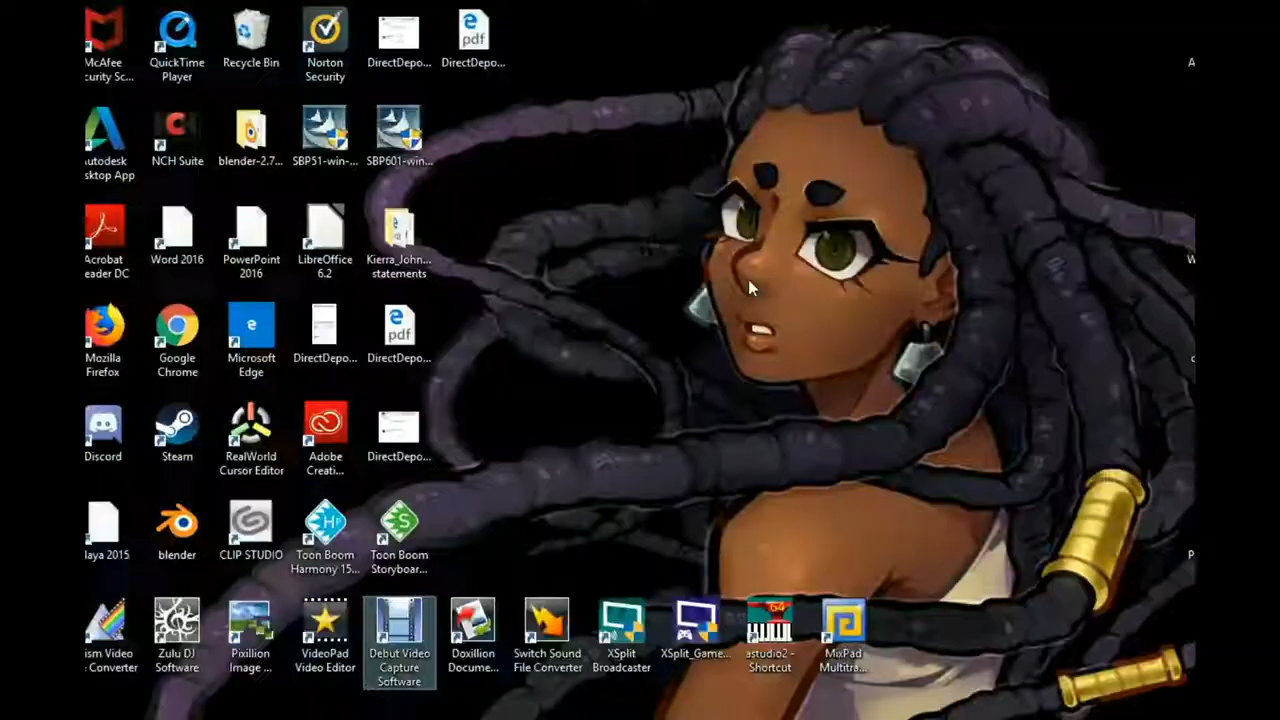 McAfee
curity Sc...
QuickTime
Player
Recycle Bin
Norton
Security
DirectDepo...
pdf
DirectDepo...
Autodesk
sktop App
NCH Suite
blender-2.7...
SBP51-win-...
SBP601-win...
Acrobat
eader DC
Word 2016
PowerPoint
2016
LibreOffice
6.2
Kierra_John...
statements
Mozilla
Firefox
Google
Chrome
Microsoft
Edge
DirectDepo...
pdf
DirectDepo...
Discord
Steam
RealWorld
Cursor Editor
Adobe
Creati...
DirectDepo...
laya 2015
blender
CLIP STUDIO
Toon Boom
Harmony 15...
Toon Boom
Storyboar...
ism Video
Converter
Zulu DJ
Software
Pixillion
Image ...
VideoPad
Video Editor
Debut Video
Capture
Software
Doxillion
Docume...
Switch Sound
File Converter
XSplit
Broadcaster
XSplit_Game...
64
astudio2 -
Shortcut
MixPad
Multitra...